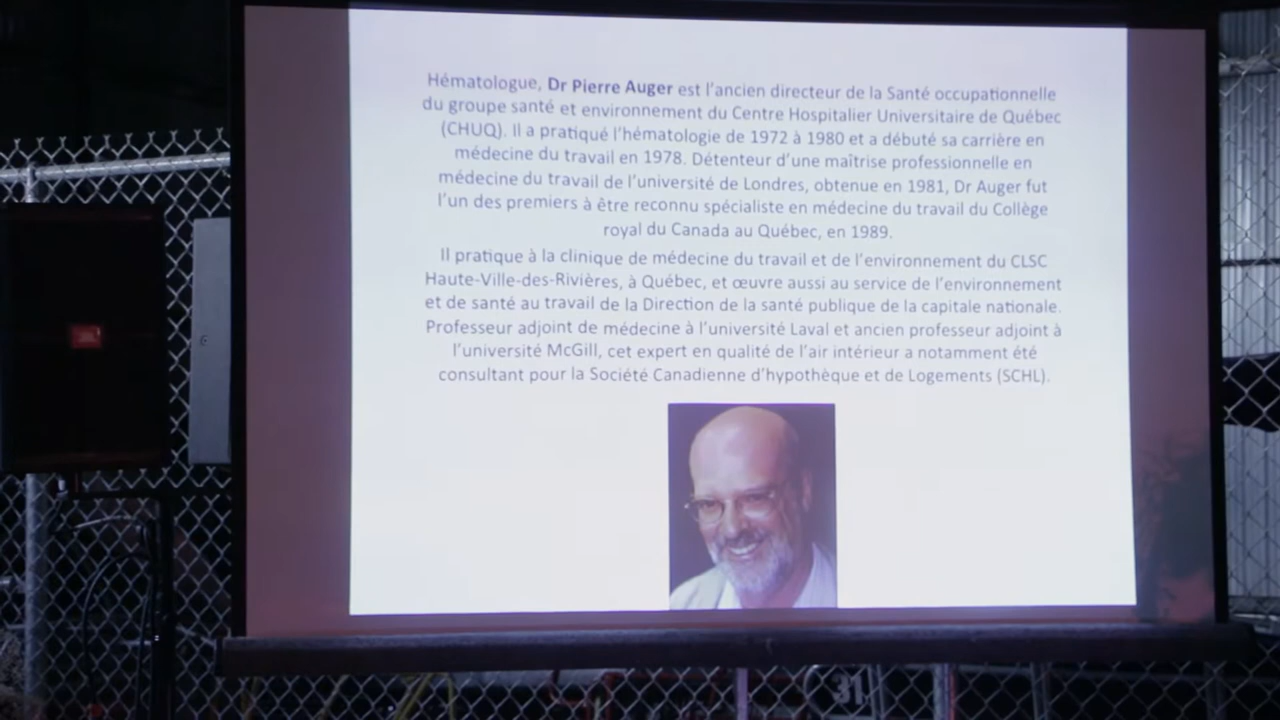 Hématologue, Dr Pierre Auger est l'ancien directeur de la Santé occupationnelle
du groupe santé et environnement du Centre Hospitalier Universitaire de Québec
(CHUQ). Il a pratiqué l'hématologie de 1972 à 1980 et a débuté sa carrière en
médecine du travail en 1978. Détenteur d'une maîtrise professionnelle en
médecine du travail de l'université de Londres, obtenue en 1981, Dr Auger fut
l'un des premiers à être reconnu spécialiste en médecine du travail du Collège
royal du Canada au Québec, en 1989.
Il pratique à la clinique de médecine du travail et de l'environnement du CLSC
Haute-Ville-des-Rivières, à Québec, et œuvre aussi au service de l'environnement
et de santé au travail de la Direction de la santé publique de la capitale nationale.
Professeur adjoint de médecine à l'université Laval et ancien professeur adjoint à
l'université McGill, cet expert en qualité de l'air intérieur a notamment été
consultant pour la Société Canadienne d'hypothèque et de Logements (SCHL).
31